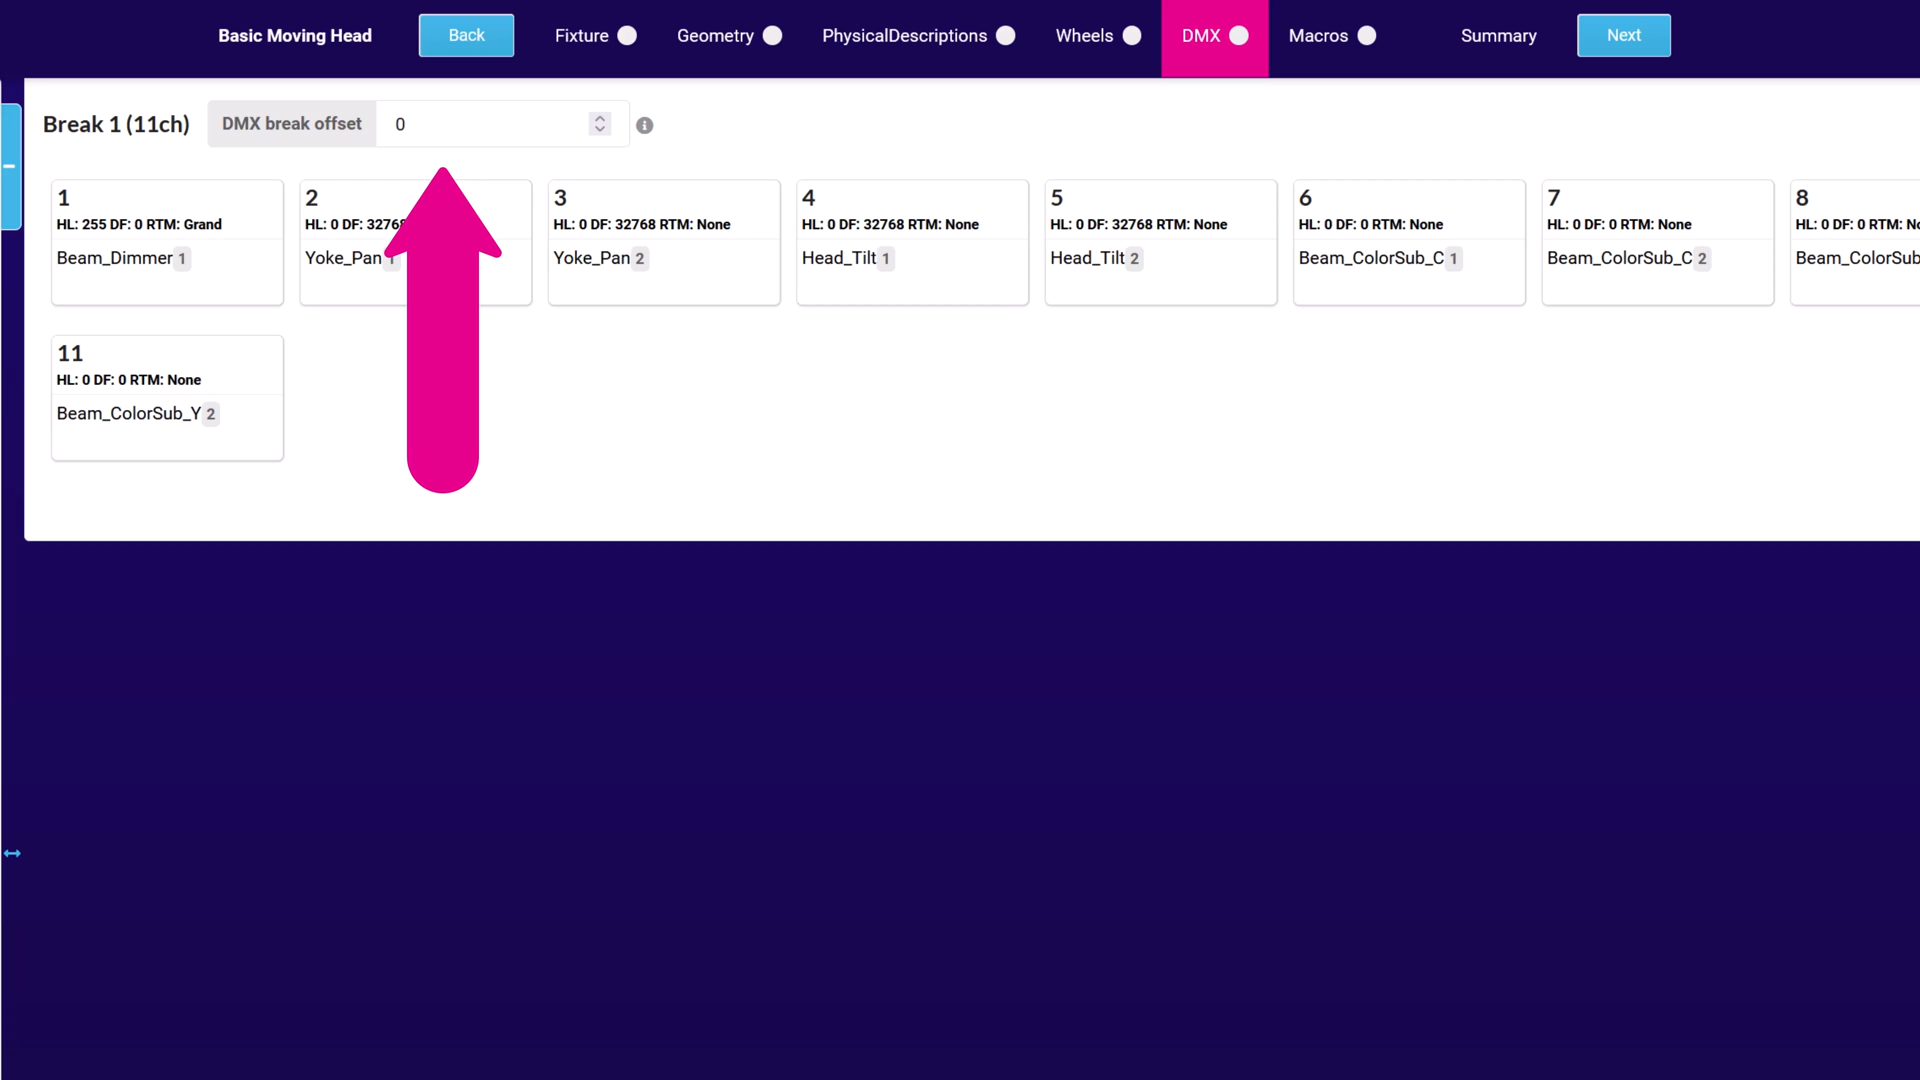 Basic Moving Head Back Fixture Geometry PhysicalDescriptions Wheels DMX Macros Summary Next
Break 1 (11ch) DMX break offset 0
1
HL: 255 DF: 0 RTM: Grand
Beam_Dimmer 1
2
HL: 0 DF:
Yoke_Pan 1
3
HL: 0 DF: 32768 RTM: None
Yoke_Pan 2
4
HL: 0 DF: 32768 RTM: None
Head_Tilt 1
5
HL: 0 DF: 32768 RTM: None
Head_Tilt 2
6
HL: 0 DF: 0 RTM: None
Beam_ColorSub_C 1
7
HL: 0 DF: 0 RTM: None
Beam_ColorSub_C 2
8
HL: 0 DF: 0 RTM:
Beam_ColorSub
11
HL: 0 DF: 0 RTM: None
Beam_ColorSub_Y 2